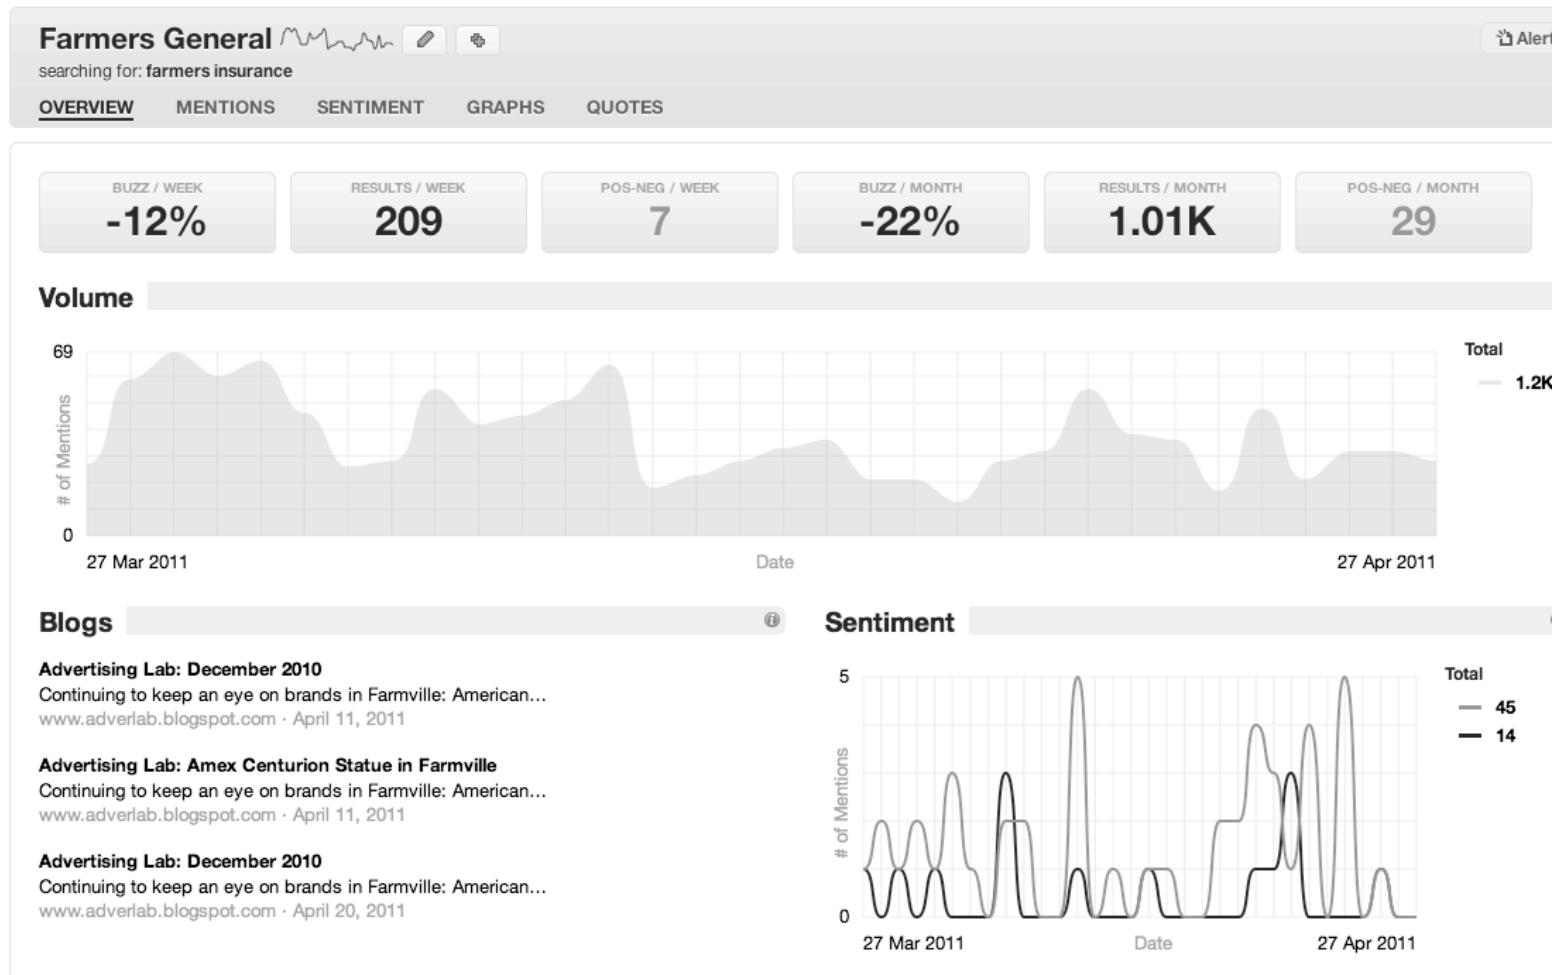 Farmers General
Alert
searching for: farmers insurance
OVERVIEW MENTIONS SENTIMENT GRAPHS QUOTES
BUZZ / WEEK RESULTS / WEEK POS-NEG / WEEK BUZZ / MONTH RESULTS / MONTH POS-NEG / MONTH
-12% 209 7 -22% 1.01K 29
Volume
69
# of Mentions
0
27 Mar 2011 Date 27 Apr 2011
Total
1.2K
Blogs
Advertising Lab: December 2010
Continuing to keep an eye on brands in Farmville: American...
www.adverlab.blogspot.com · April 11, 2011
Advertising Lab: Amex Centurion Statue in Farmville
Continuing to keep an eye on brands in Farmville: American...
www.adverlab.blogspot.com · April 11, 2011
Advertising Lab: December 2010
Continuing to keep an eye on brands in Farmville: American...
www.adverlab.blogspot.com · April 20, 2011
Sentiment
5
# of Mentions
0
27 Mar 2011 Date 27 Apr 2011
Total
45
14